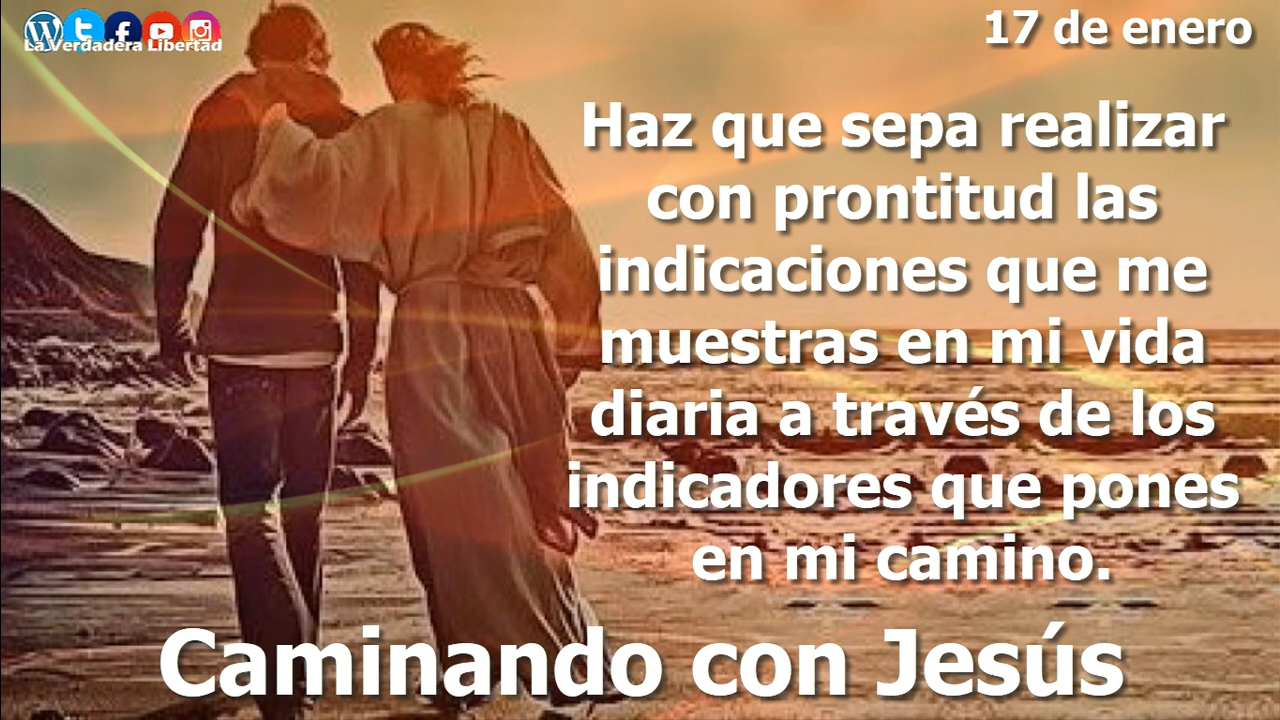 La Verdadera Libertad
17 de enero
Haz que sepa realizar
con prontitud las
indicaciones que me
muestras en mi vida
diaria a través de los
indicadores que pones
en mi camino.
Caminando con Jesús